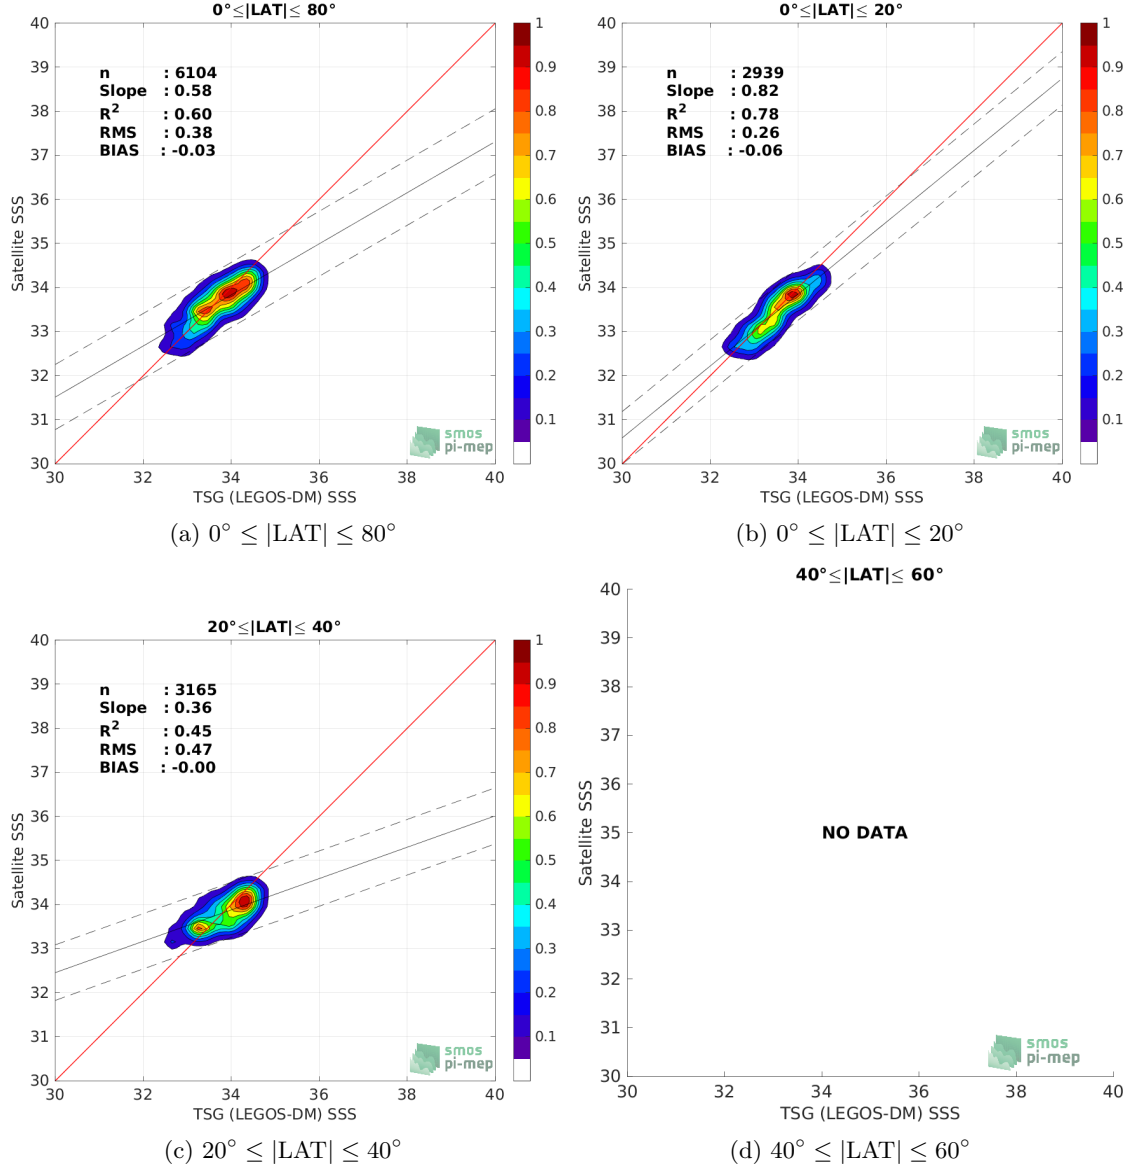 0°≤|LAT|≤ 80°
n : 6104
Slope : 0.58
R² : 0.60
RMS : 0.38
BIAS : -0.03
40
39
38
37
36
35
34
33
32
31
30
30 32 34 36 38 40
Satellite SSS
TSG (LEGOS-DM) SSS
1
0.9
0.8
0.7
0.6
0.5
0.4
0.3
0.2
0.1
smos
pi-mep
(a) 0° ≤ |LAT| ≤ 80°
0°≤|LAT|≤ 20°
n : 2939
Slope : 0.82
R² : 0.78
RMS : 0.26
BIAS : -0.06
40
39
38
37
36
35
34
33
32
31
30
30 32 34 36 38 40
Satellite SSS
TSG (LEGOS-DM) SSS
1
0.9
0.8
0.7
0.6
0.5
0.4
0.3
0.2
0.1
smos
pi-mep
(b) 0° ≤ |LAT| ≤ 20°
20°≤|LAT|≤ 40°
n : 3165
Slope : 0.36
R² : 0.45
RMS : 0.47
BIAS : -0.00
40
39
38
37
36
35
34
33
32
31
30
30 32 34 36 38 40
Satellite SSS
TSG (LEGOS-DM) SSS
1
0.9
0.8
0.7
0.6
0.5
0.4
0.3
0.2
0.1
smos
pi-mep
(c) 20° ≤ |LAT| ≤ 40°
40°≤|LAT|≤ 60°
40
39
38
37
36
35
34
33
32
31
30
30 32 34 36 38 40
Satellite SSS
NO DATA
TSG (LEGOS-DM) SSS
smos
pi-mep
(d) 40° ≤ |LAT| ≤ 60°